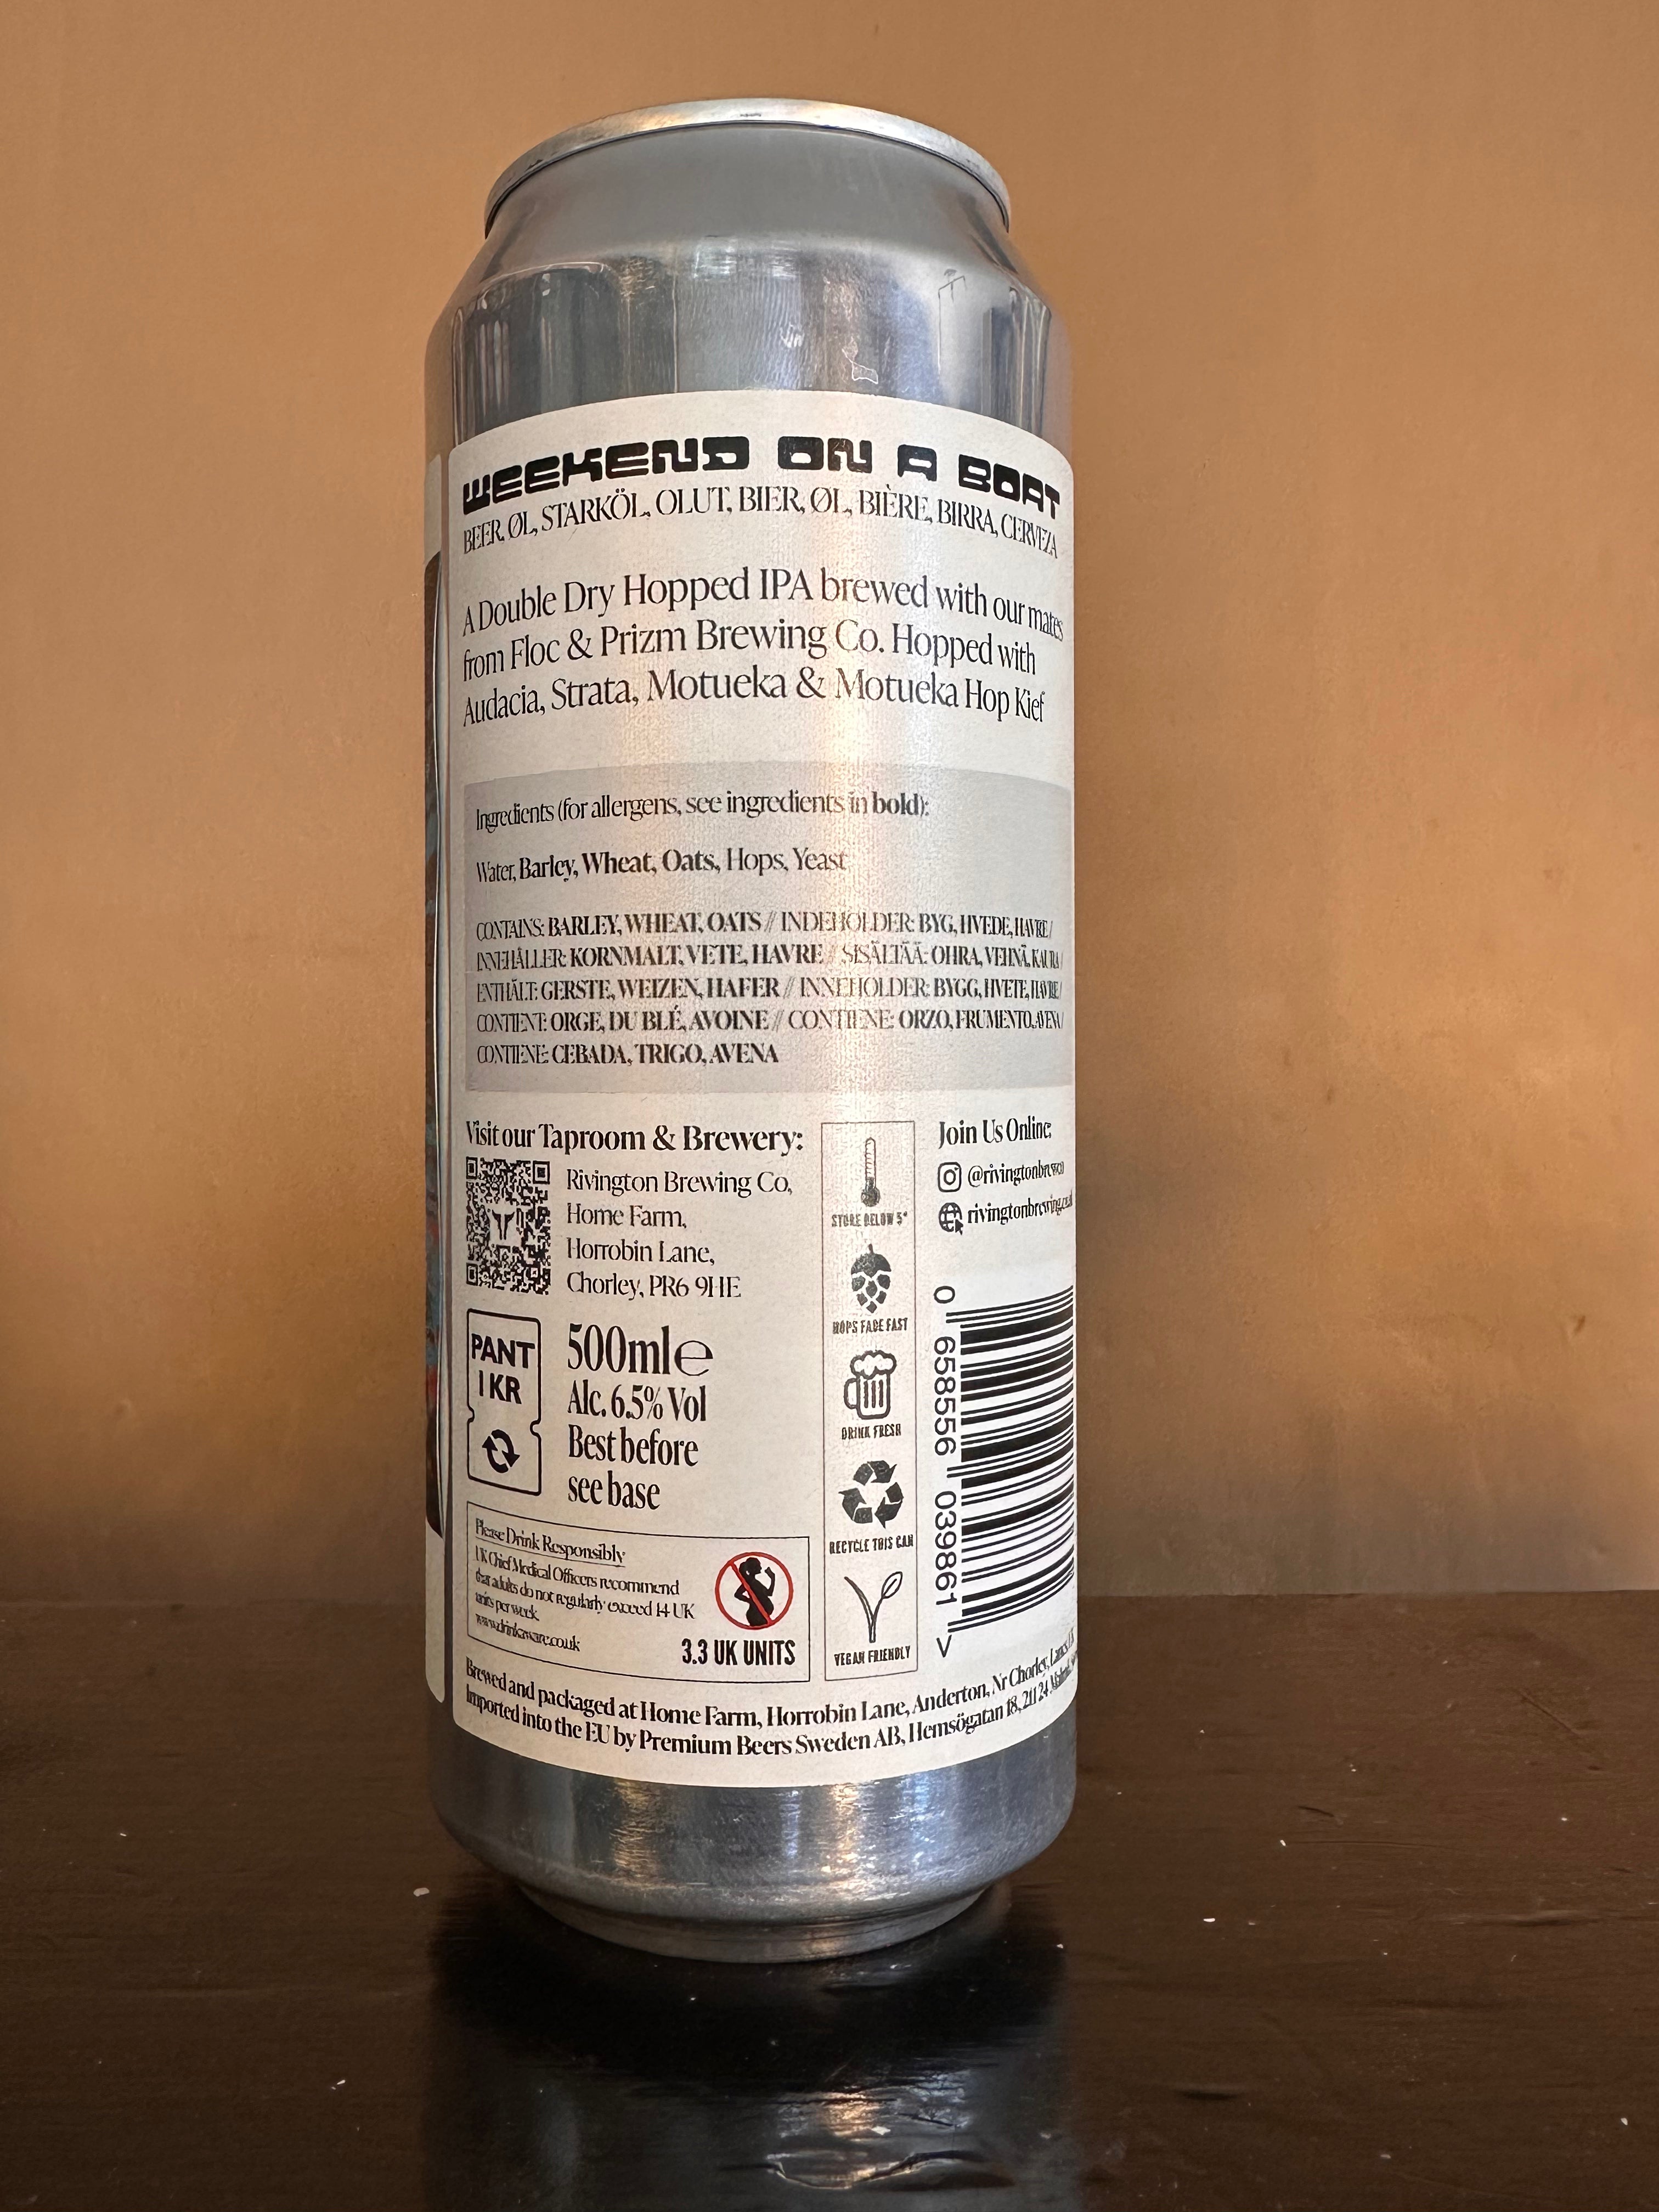 WEEKEND ON A BOAT
BEER, ØL, STARKÖL, OLUT, BIER, ØL, BIÈRE, BIRRA, CERVEZA
A Double Dry Hopped IPA brewed with our mates
from Floc & Prizm Brewing Co. Hopped with
Audacia, Strata, Motueka & Motueka Hop Kief
Ingredients (for allergens, see ingredients in bold):
Water, Barley, Wheat, Oats, Hops, Yeast
CONTAINS: BARLEY, WHEAT, OATS // INDEHOLDER: BYG, HVEDE, HAVRE /
INNEHÅLLER: KORNMALT, VETE, HAVRE // SISÄLTÄÄ: OHRA, VEHNÄ, KAURA /
ENTHÄLT: GERSTE, WEIZEN, HAFER // INNEHOLDER: BYGG, HVETE, HAVRE /
CONTIENT: ORGE, DU BLÉ, AVOINE // CONTIENE: ORZO, FRUMENTO, AVENA /
CONTIENE: CEBADA, TRIGO, AVENA
Visit our Taproom & Brewery:
Rivington Brewing Co,
Home Farm,
Horrobin Lane,
Chorley, PR6 9HE
PANT
1 KR
500ml℮
Alc. 6.5% Vol
Best before
see base
Please Drink Responsibly
UK Chief Medical Officers recommend
that adults do not regularly exceed 14 UK
units per week
www.drinkaware.co.uk
3.3 UK UNITS
STORE BELOW 5°
HOPS FADE FAST
DRINK FRESH
RECYCLE THIS CAN
VEGAN FRIENDLY
Join Us Online:
@rivingtonbrewco
rivingtonbrewing.co.uk
0 658556 039861 >
Brewed and packaged at Home Farm, Horrobin Lane, Anderton, Nr Chorley, Lancs,
Imported into the EU by Premium Beers Sweden AB, Hemsögatan 18, 211 24 Malmö,